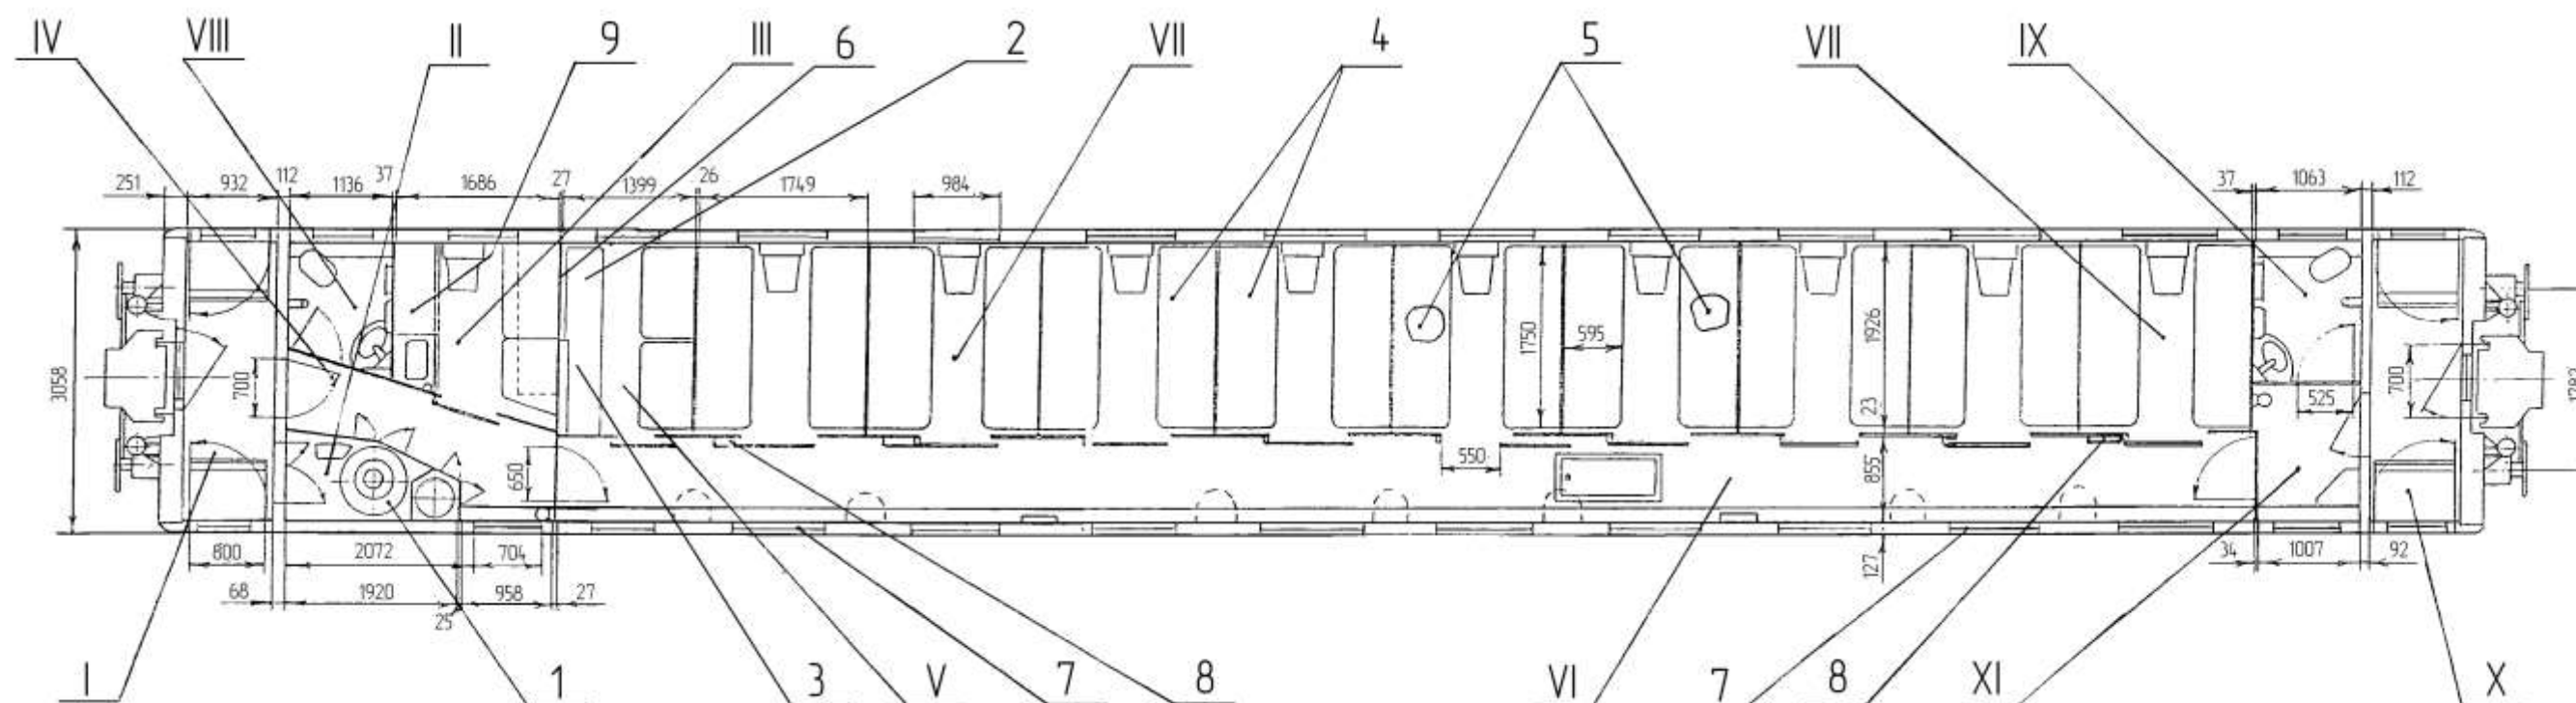 IV VIII II 9 III 6 2 VII 4 5 VII IX
251 932 112 1136 37 1686 27 1399 26 1749 984 37 1063 112
3058 700 650 1750 595 1926 23 550 855 127 525 700
800 2072 704 34 1007 92
68 1920 25 958 27
I 1 3 V 7 8 VI 7 8 XI X